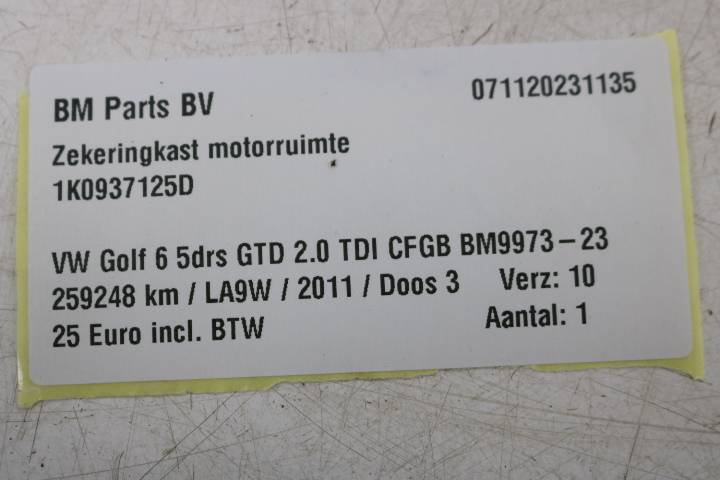 BM Parts BV 071120231135
Zekeringkast motorruimte
1K0937125D
VW Golf 6 5drs GTD 2.0 TDI CFGB BM9973-23
259248 km / LA9W / 2011 / Doos 3 Verz: 10
25 Euro incl. BTW Aantal: 1